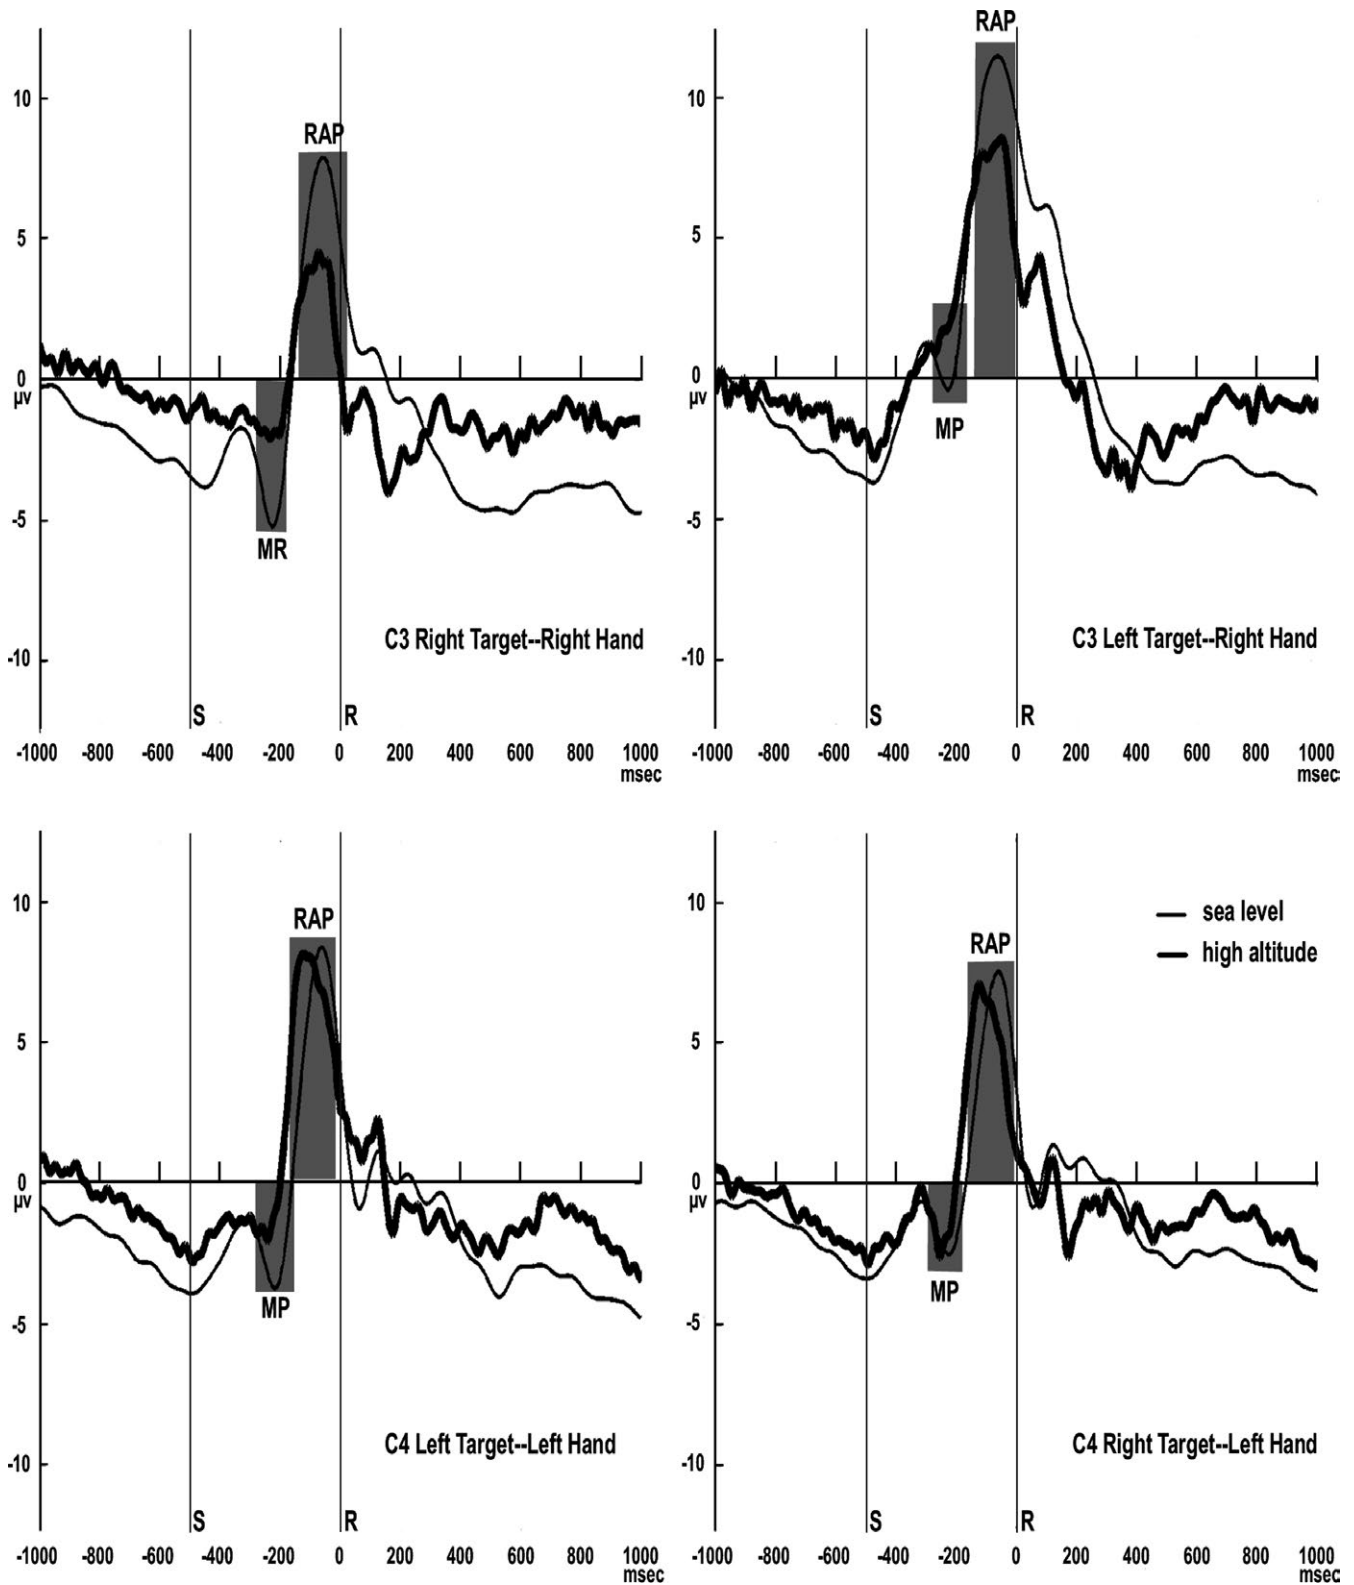 RAP
10
5
0
μv
-5
-10
MR
C3 Right Target--Right Hand
S
R
-1000 -800 -600 -400 -200 0 200 400 600 800 1000
msec
RAP
10
5
0
μv
-5
-10
MP
C3 Left Target--Right Hand
S
R
-1000 -800 -600 -400 -200 0 200 400 600 800 1000
msec
RAP
10
5
0
μv
-5
-10
MP
C4 Left Target--Left Hand
S
R
-1000 -800 -600 -400 -200 0 200 400 600 800 1000
msec
RAP
10
5
0
μv
-5
-10
sea level
high altitude
MP
C4 Right Target--Left Hand
S
R
-1000 -800 -600 -400 -200 0 200 400 600 800 1000
msec